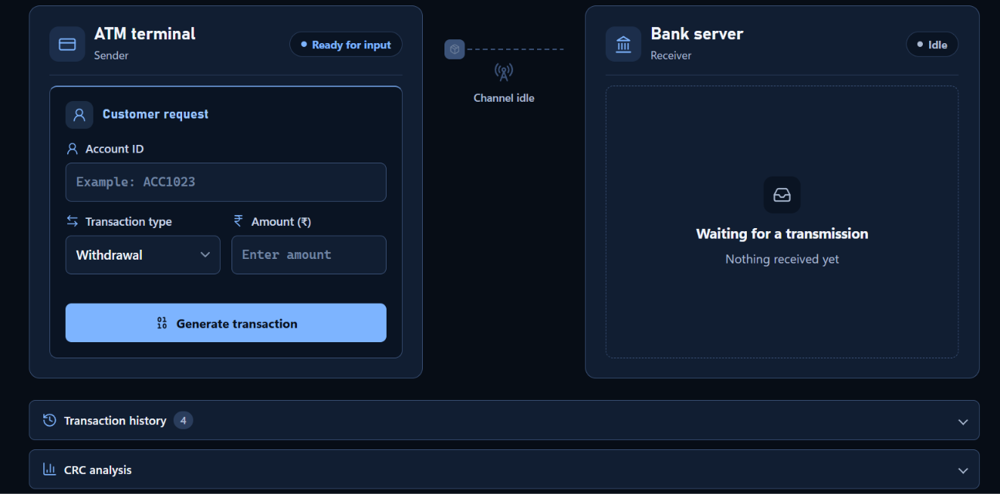 ATM terminal
Sender
Ready for input
Customer request
Account ID
Example: ACC1023
Transaction type
Amount (₹)
Withdrawal
Enter amount
01
10
Generate transaction
Channel idle
Bank server
Receiver
Idle
Waiting for a transmission
Nothing received yet
Transaction history 4
CRC analysis